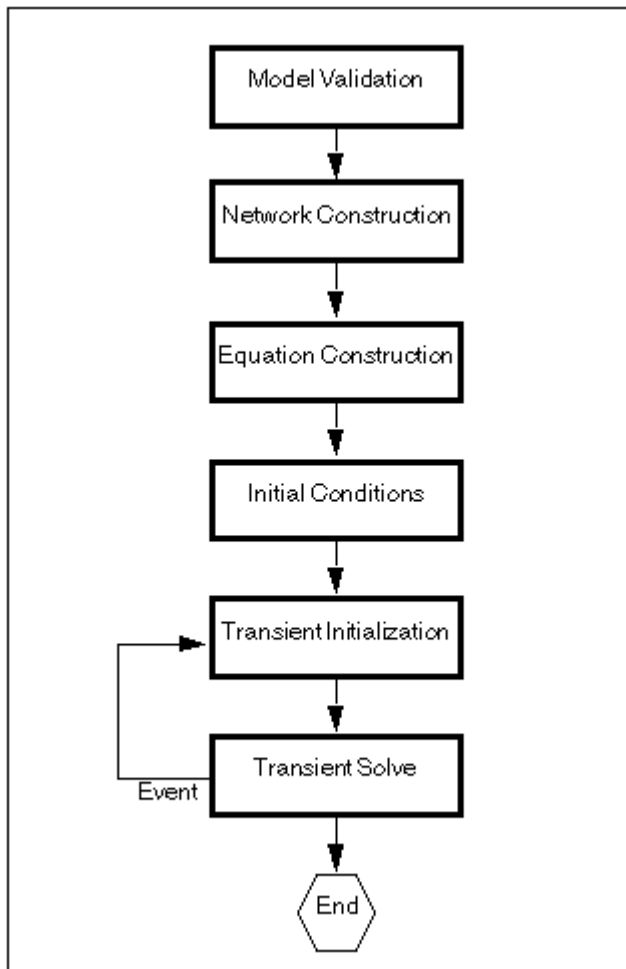 Model Validation
Network Construction
Equation Construction
Initial Conditions
Transient Initialization
Transient Solve
Event
End